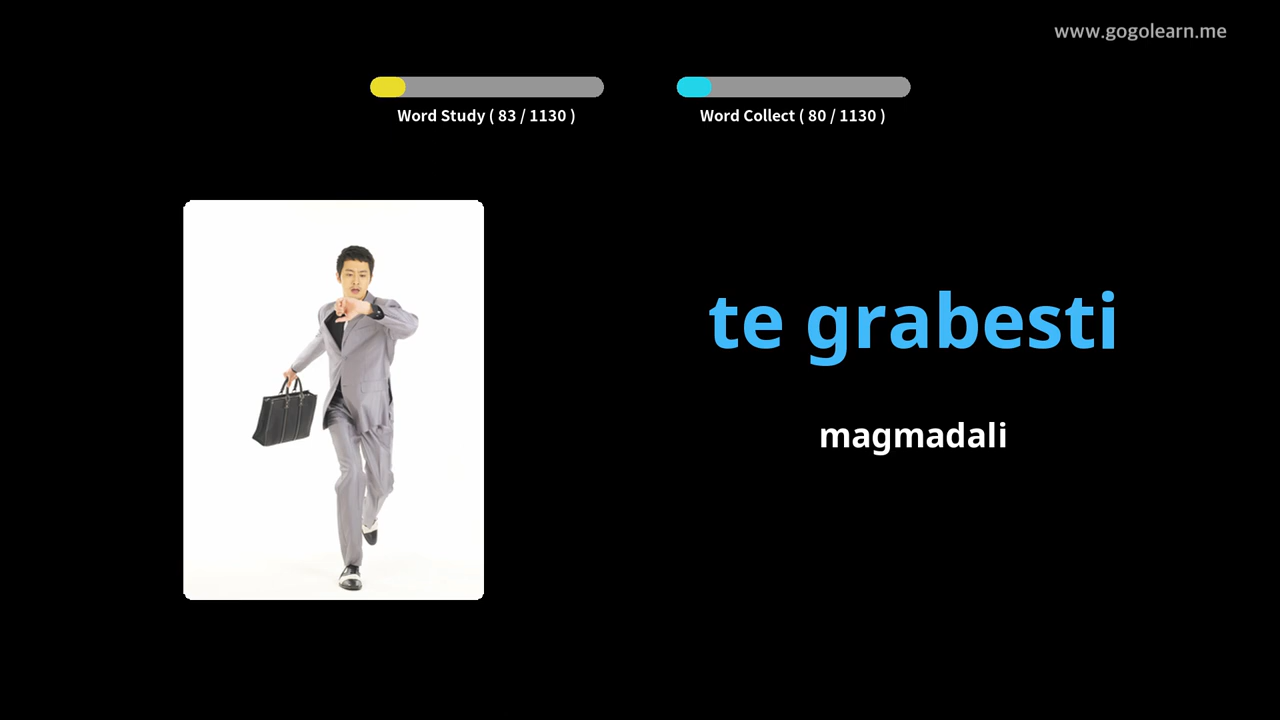 www.gogolearn.me
Word Study ( 83 / 1130 )
Word Collect ( 80 / 1130 )
te grabesti
magmadali